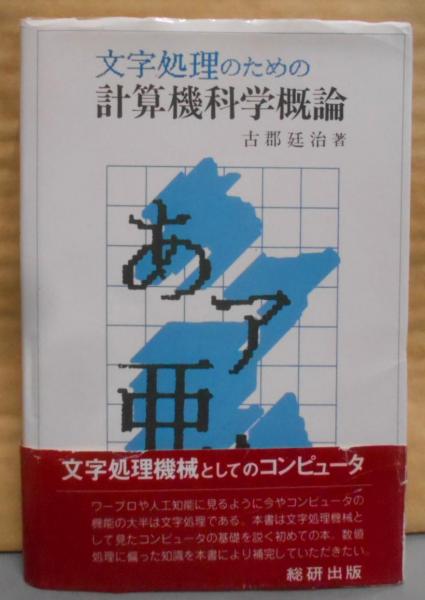 文字処理のための
計算機科学概論
古郡廷治著
あ
ア
亜
文字処理機械としてのコンピュータ
ワープロや人工知能に見るように今やコンピュータの
機能の大半は文字処理である。本書は文字処理機械と
して見たコンピュータの基礎を説く初めての本。数値
処理に偏った知識を本書により補完していただきたい。
総研出版